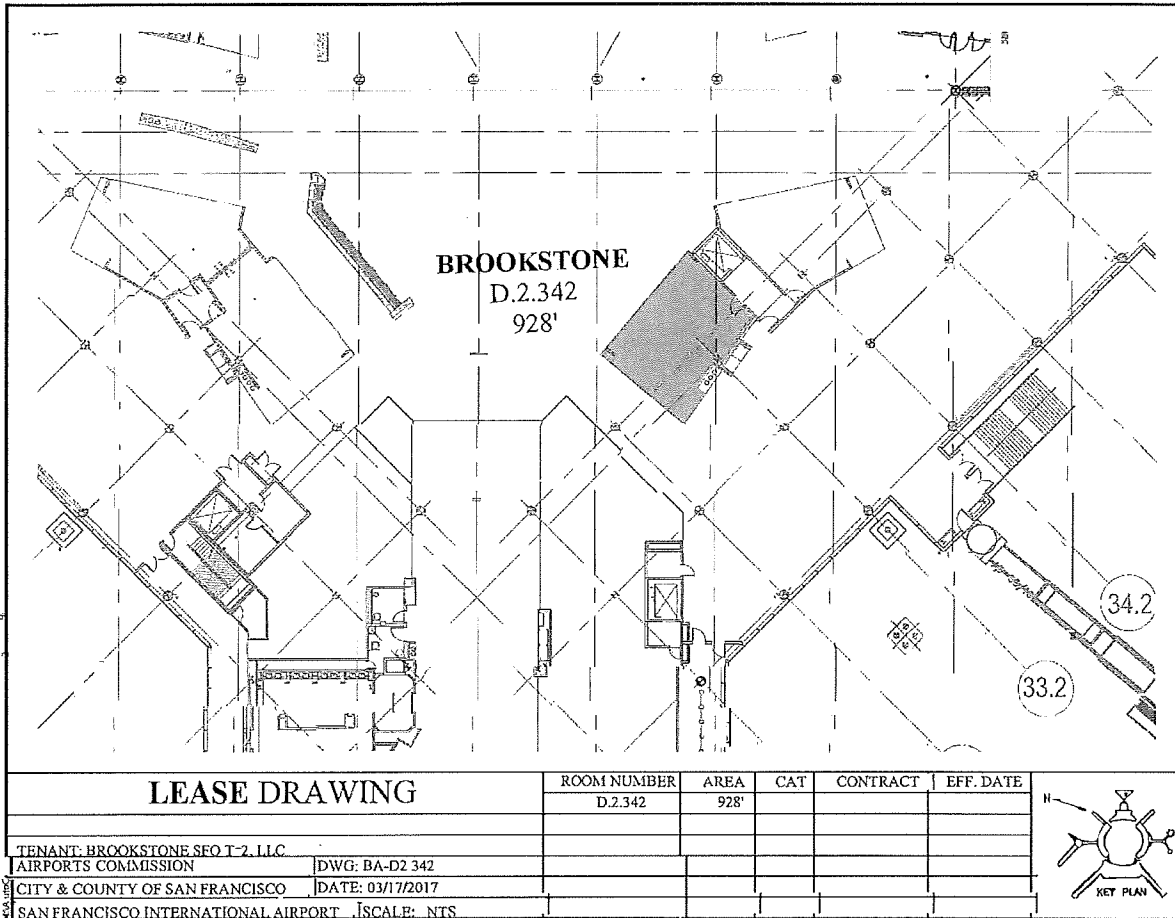 BROOKSTONE
D.2.342
928'
34.2
33.2
LEASE DRAWING
ROOM NUMBER AREA CAT CONTRACT EFF. DATE
D.2.342 928'
TENANT: BROOKSTONE SFO T-2, LLC
AIRPORTS COMMISSION DWG: BA-D2 342
CITY & COUNTY OF SAN FRANCISCO DATE: 03/17/2017
SAN FRANCISCO INTERNATIONAL AIRPORT SCALE: NTS
N
KEY PLAN